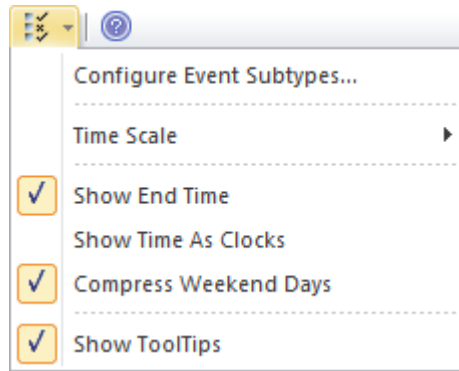 Configure Event Subtypes...
Time Scale
Show End Time
Show Time As Clocks
Compress Weekend Days
Show ToolTips